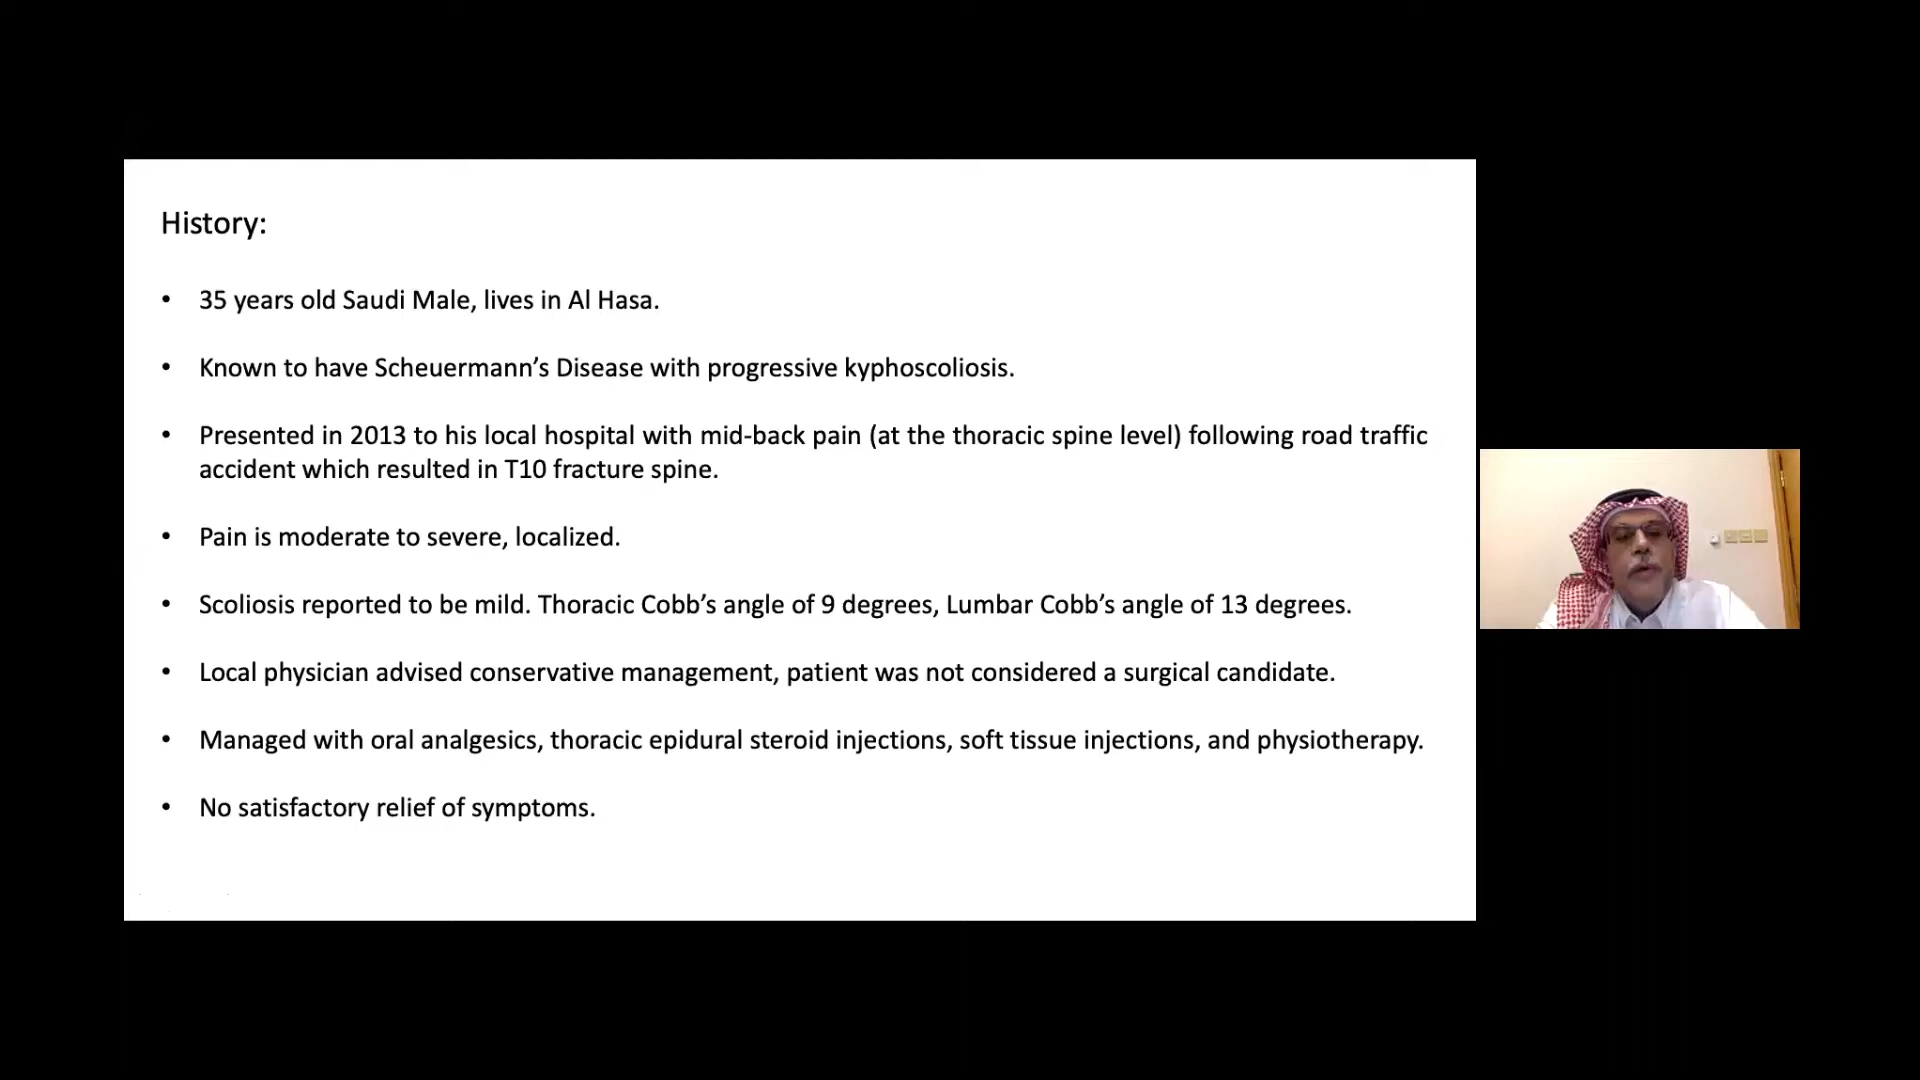 History:
• 35 years old Saudi Male, lives in Al Hasa.
• Known to have Scheuermann’s Disease with progressive kyphoscoliosis.
• Presented in 2013 to his local hospital with mid-back pain (at the thoracic spine level) following road traffic
accident which resulted in T10 fracture spine.
• Pain is moderate to severe, localized.
• Scoliosis reported to be mild. Thoracic Cobb’s angle of 9 degrees, Lumbar Cobb’s angle of 13 degrees.
• Local physician advised conservative management, patient was not considered a surgical candidate.
• Managed with oral analgesics, thoracic epidural steroid injections, soft tissue injections, and physiotherapy.
• No satisfactory relief of symptoms.